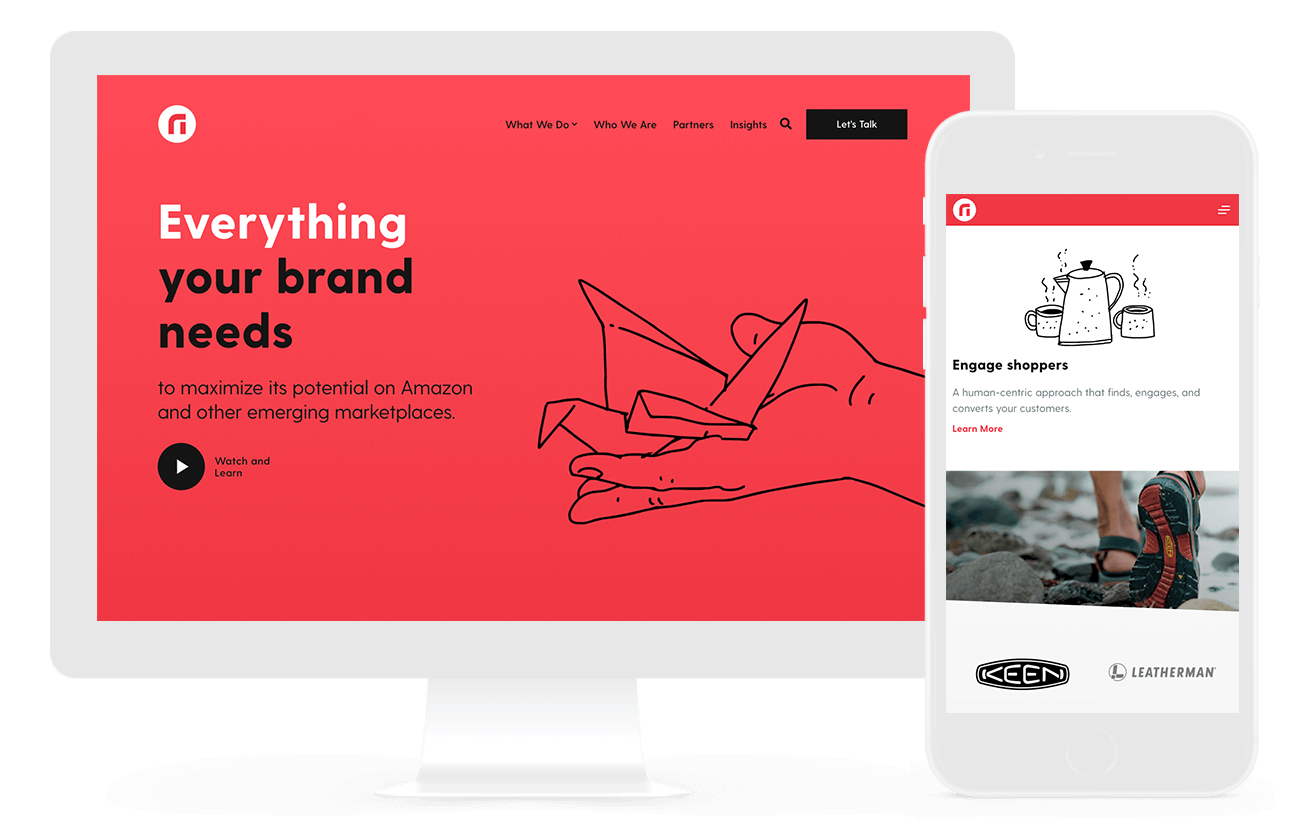 What We Do
Who We Are
Partners
Insights
Let's Talk
Everything
your brand
needs
to maximize its potential on Amazon
and other emerging marketplaces.
Watch and
Learn
Engage shoppers
A human-centric approach that finds, engages, and
converts your customers.
Learn More
KEEN
KEEN
LEATHERMAN